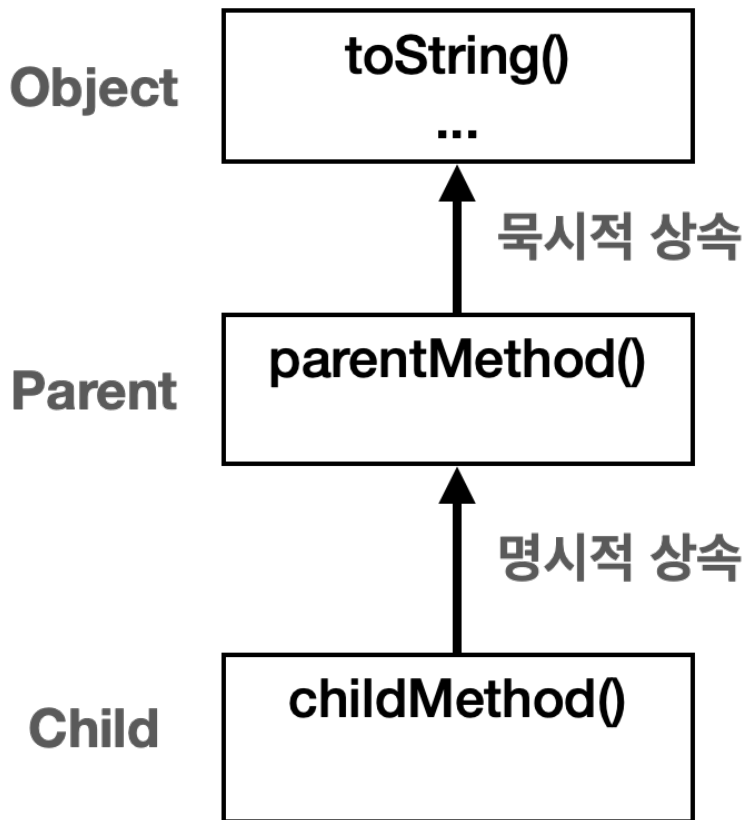 Object
toString()
...
묵시적 상속
Parent
parentMethod()
명시적 상속
Child
childMethod()